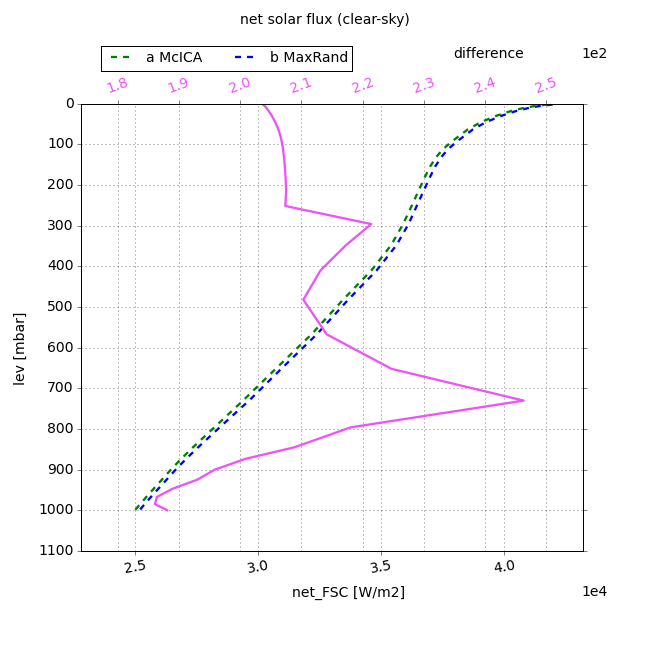 net solar flux (clear-sky)
a McICA
b MaxRand
difference
1e2
1.8 1.9 2.0 2.1 2.2 2.3 2.4 2.5
0
100
200
300
400
500
600
700
800
900
1000
1100
lev [mbar]
2.5 3.0 3.5 4.0
net_FSC [W/m2]
1e4